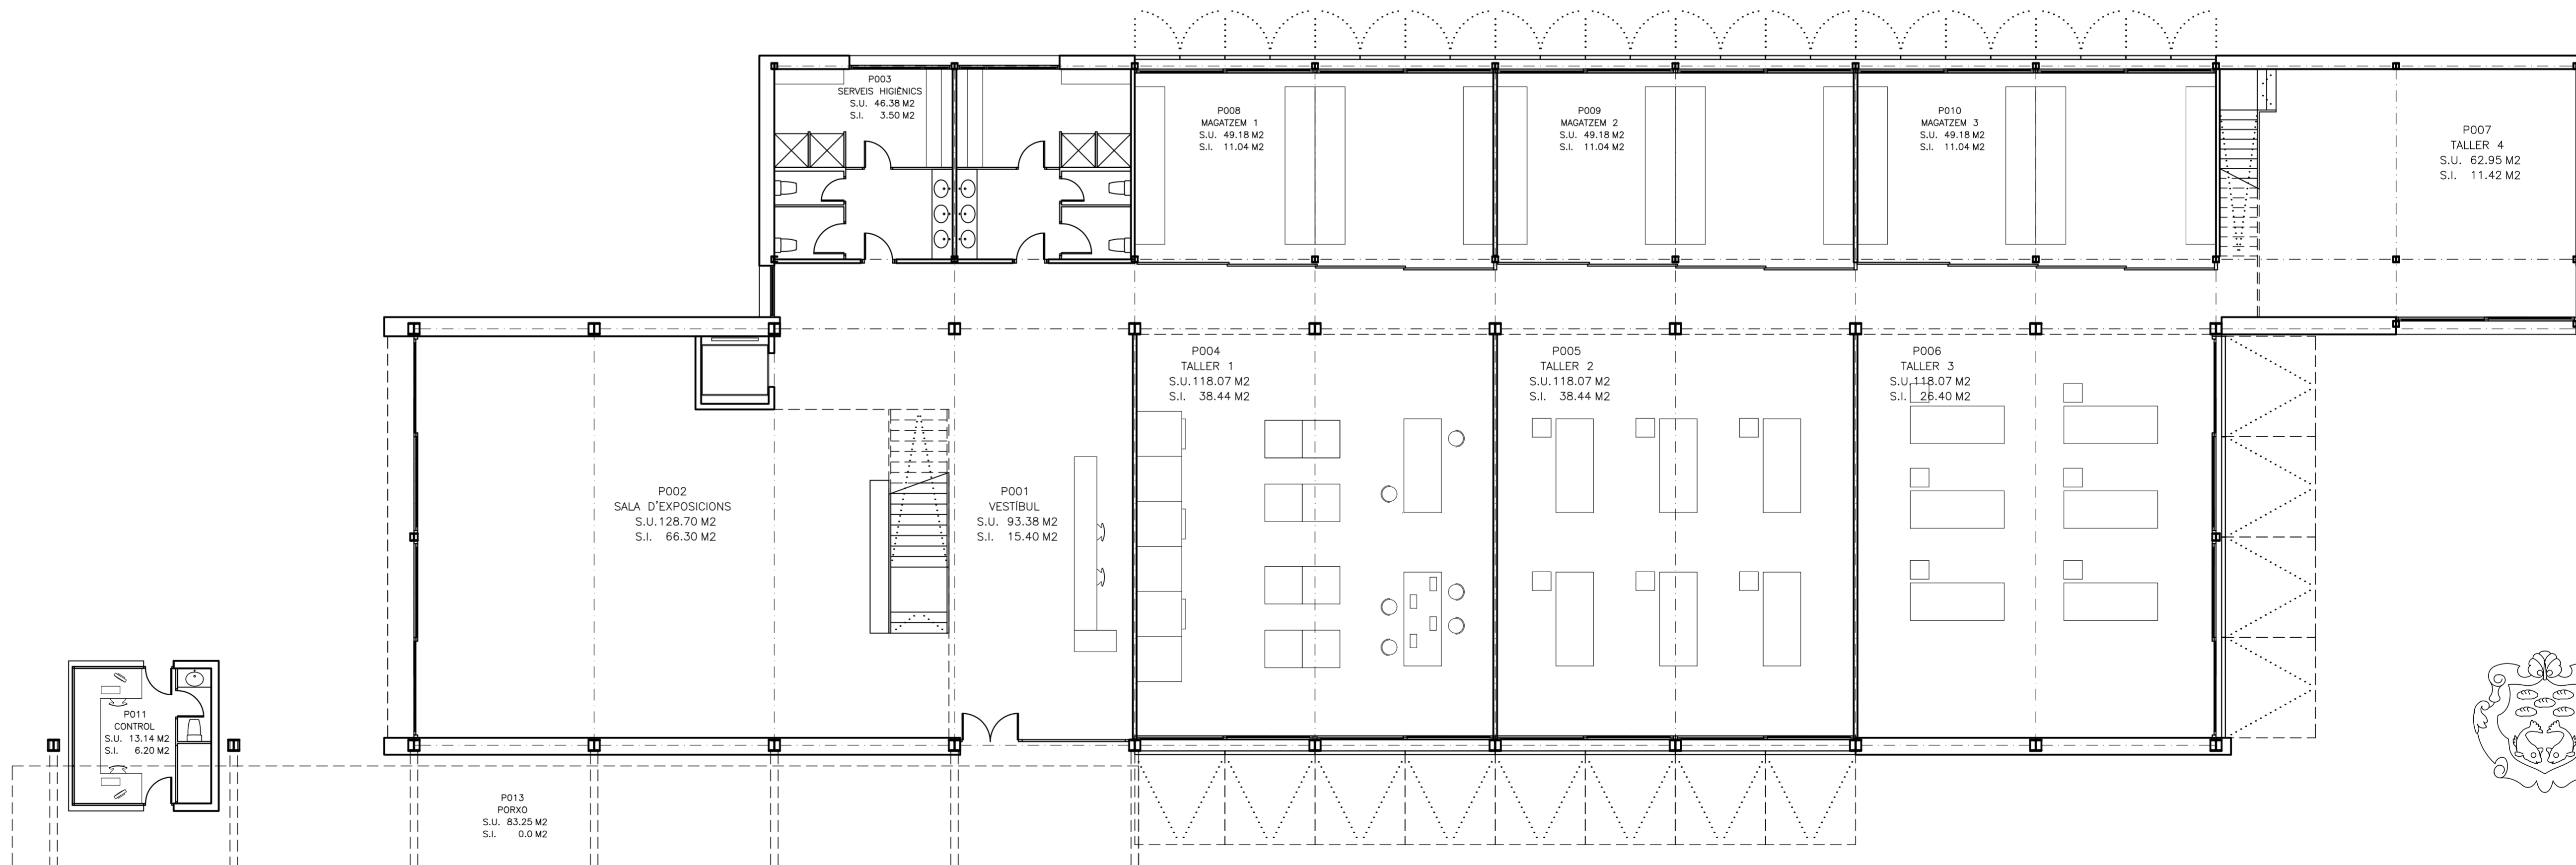 P003
SERVEIS HIGIÈNICS
S.U. 46.38 M2
S.I. 3.50 M2
P008
MAGATZEM 1
S.U. 49.18 M2
S.I. 11.04 M2
P009
MAGATZEM 2
S.U. 49.18 M2
S.I. 11.04 M2
P010
MAGATZEM 3
S.U. 49.18 M2
S.I. 11.04 M2
P007
TALLER 4
S.U. 62.95 M2
S.I. 11.42 M2
P004
TALLER 1
S.U. 118.07 M2
S.I. 38.44 M2
P005
TALLER 2
S.U. 118.07 M2
S.I. 38.44 M2
P006
TALLER 3
S.U. 118.07 M2
S.I. 26.40 M2
P002
SALA D'EXPOSICIONS
S.U. 128.70 M2
S.I. 66.30 M2
P001
VESTÍBUL
S.U. 93.38 M2
S.I. 15.40 M2
P011
CONTROL
S.U. 13.14 M2
S.I. 6.20 M2
P013
PORXO
S.U. 83.25 M2
S.I. 0.0 M2